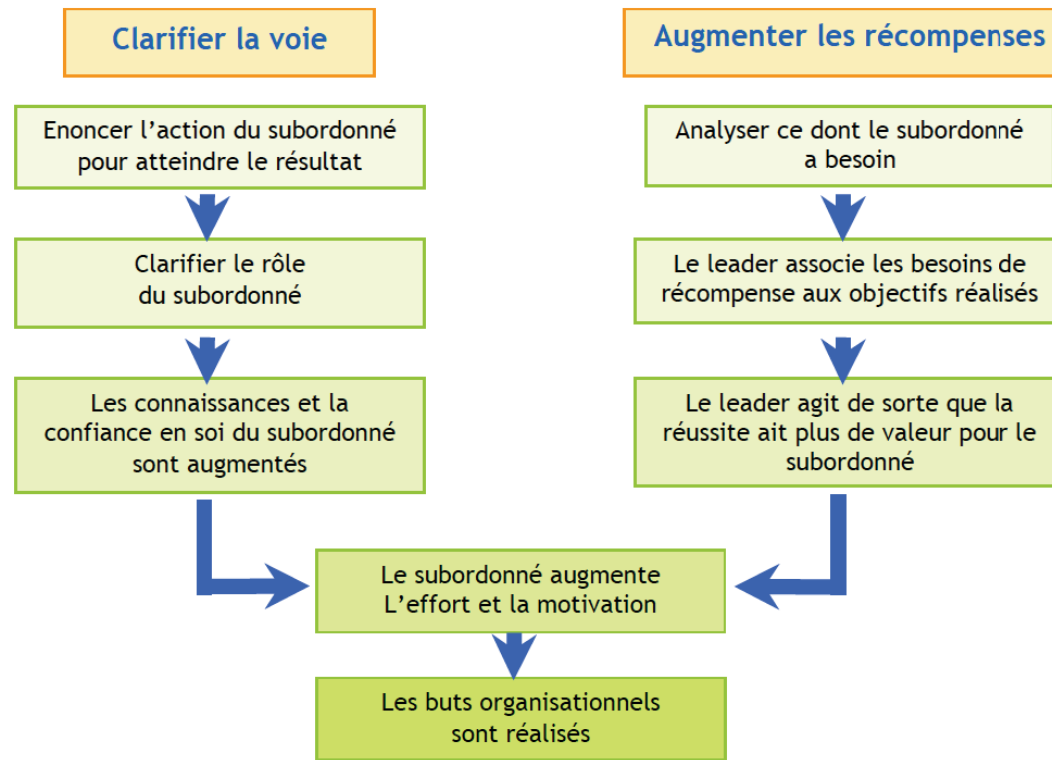 Clarifier la voie
Enoncer l'action du subordonné
pour atteindre le résultat
Clarifier le rôle
du subordonné
Les connaissances et la
confiance en soi du subordonné
sont augmentés
Augmenter les récompenses
Analyser ce dont le subordonné
a besoin
Le leader associe les besoins de
récompense aux objectifs réalisés
Le leader agit de sorte que la
réussite ait plus de valeur pour le
subordonné
Le subordonné augmente
L'effort et la motivation
Les buts organisationnels
sont réalisés